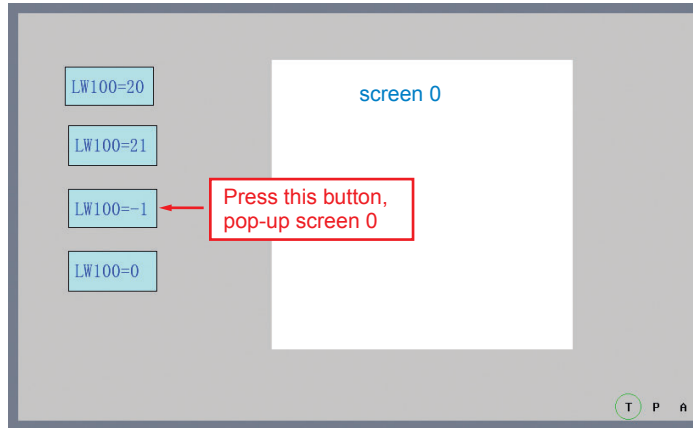 LW100=20
screen 0
LW100=21
LW100=-1
Press this button,
pop-up screen 0
LW100=0
T P A